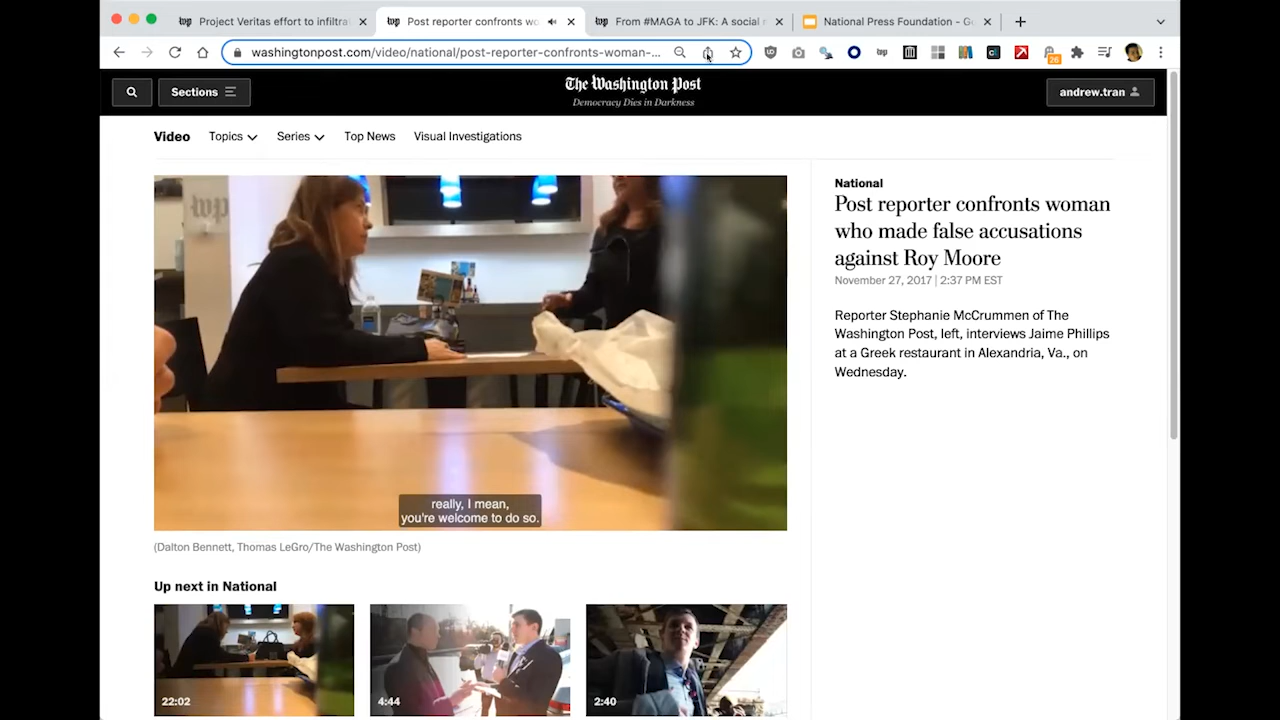 Project Veritas effort to infiltra
Post reporter confronts wo
From #MAGA to JFK: A social
National Press Foundation - Go
washingtonpost.com/video/national/post-reporter-confronts-woman-...
26
Sections
The Washington Post
Democracy Dies in Darkness
andrew.tran
Video
Topics
Series
Top News
Visual Investigations
wp
really, I mean,
you're welcome to do so.
(Dalton Bennett, Thomas LeGro/The Washington Post)
National
Post reporter confronts woman
who made false accusations
against Roy Moore
November 27, 2017 | 2:37 PM EST
Reporter Stephanie McCrummen of The
Washington Post, left, interviews Jaime Phillips
at a Greek restaurant in Alexandria, Va., on
Wednesday.
Up next in National
22:02
4:44
2:40